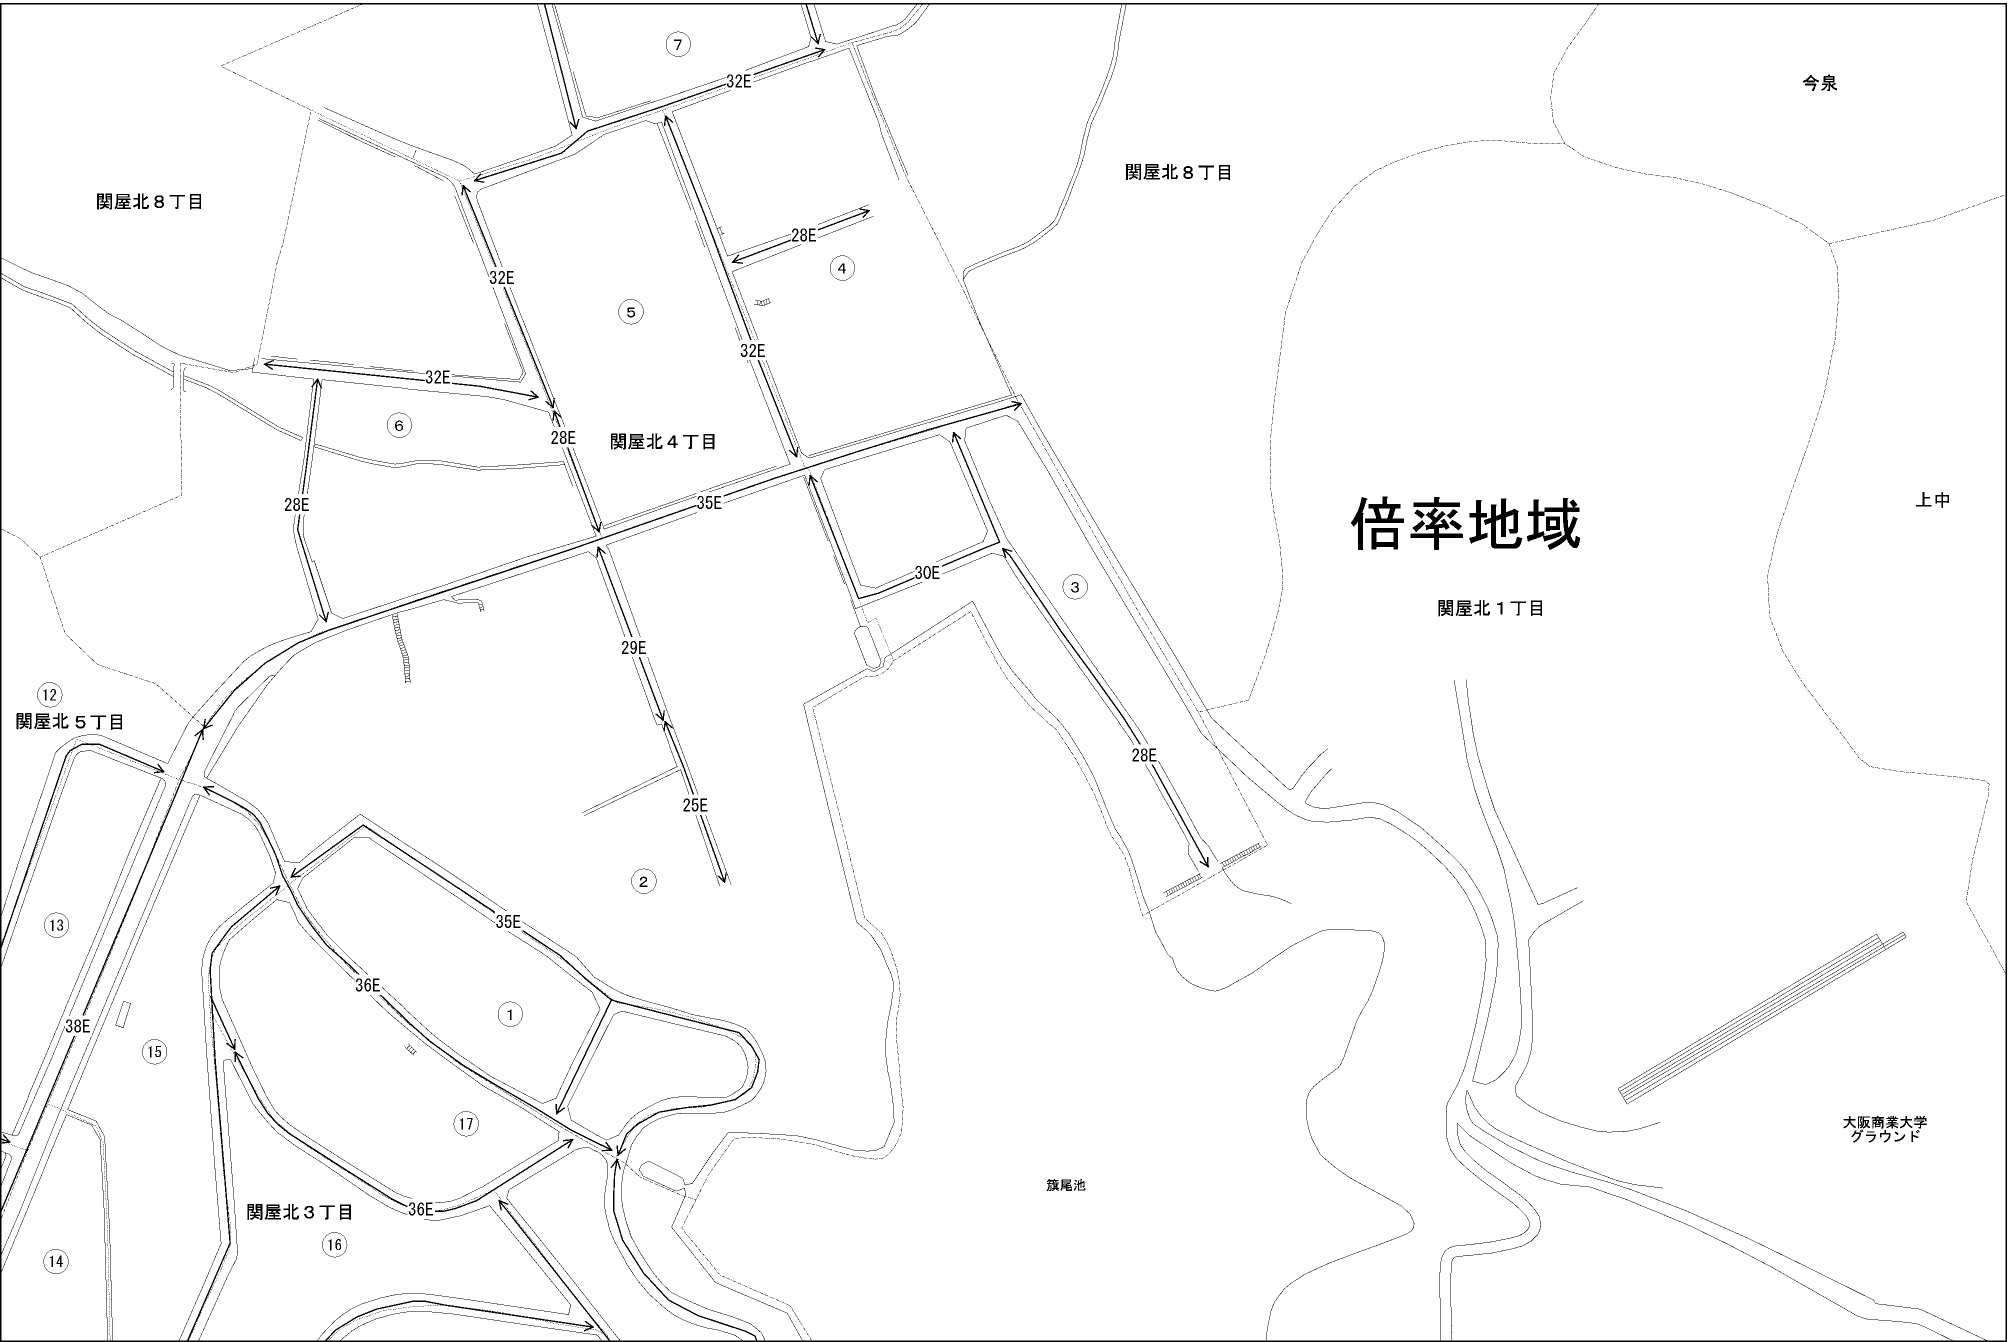 7
32E
今泉
関屋北8丁目
関屋北8丁目
28E
4
32E
5
32E
32E
6
28E
関屋北4丁目
28E
35E
倍率地域
上中
30E
3
関屋北1丁目
29E
12
関屋北5丁目
28E
25E
2
35E
13
36E
1
38E
15
17
大阪商業大学
グラウンド
旗尾池
関屋北3丁目
36E
16
14